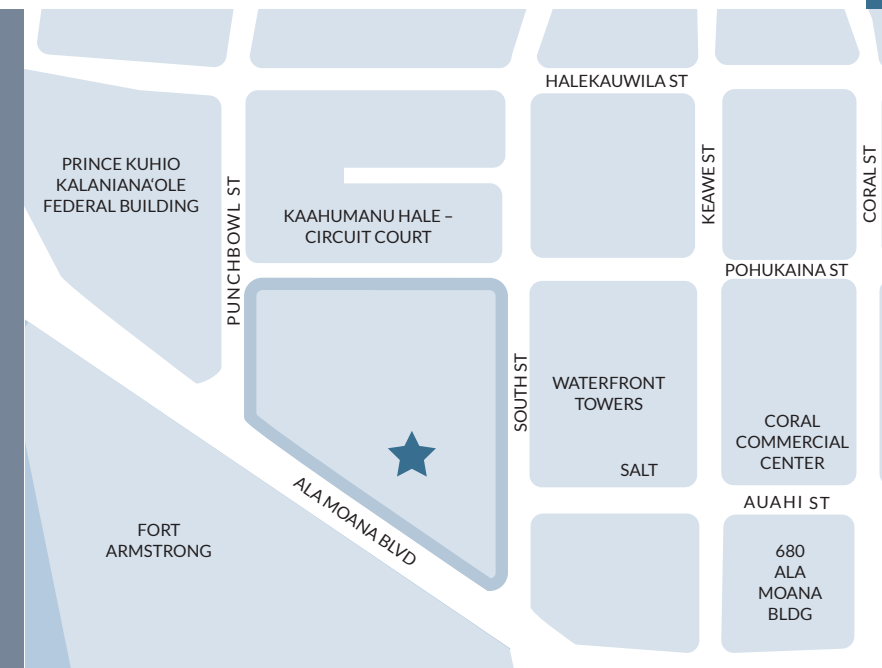 HALEKAUWILA ST
PRINCE KUHIO
KALANIANA‘OLE
FEDERAL BUILDING
PUNCHBOWL ST
KAAHUMANU HALE –
CIRCUIT COURT
KEAWE ST
CORAL ST
POHUKAINA ST
SOUTH ST
WATERFRONT
TOWERS
SALT
CORAL
COMMERCIAL
CENTER
ALA MOANA BLVD
AUAHI ST
FORT
ARMSTRONG
680
ALA
MOANA
BLDG